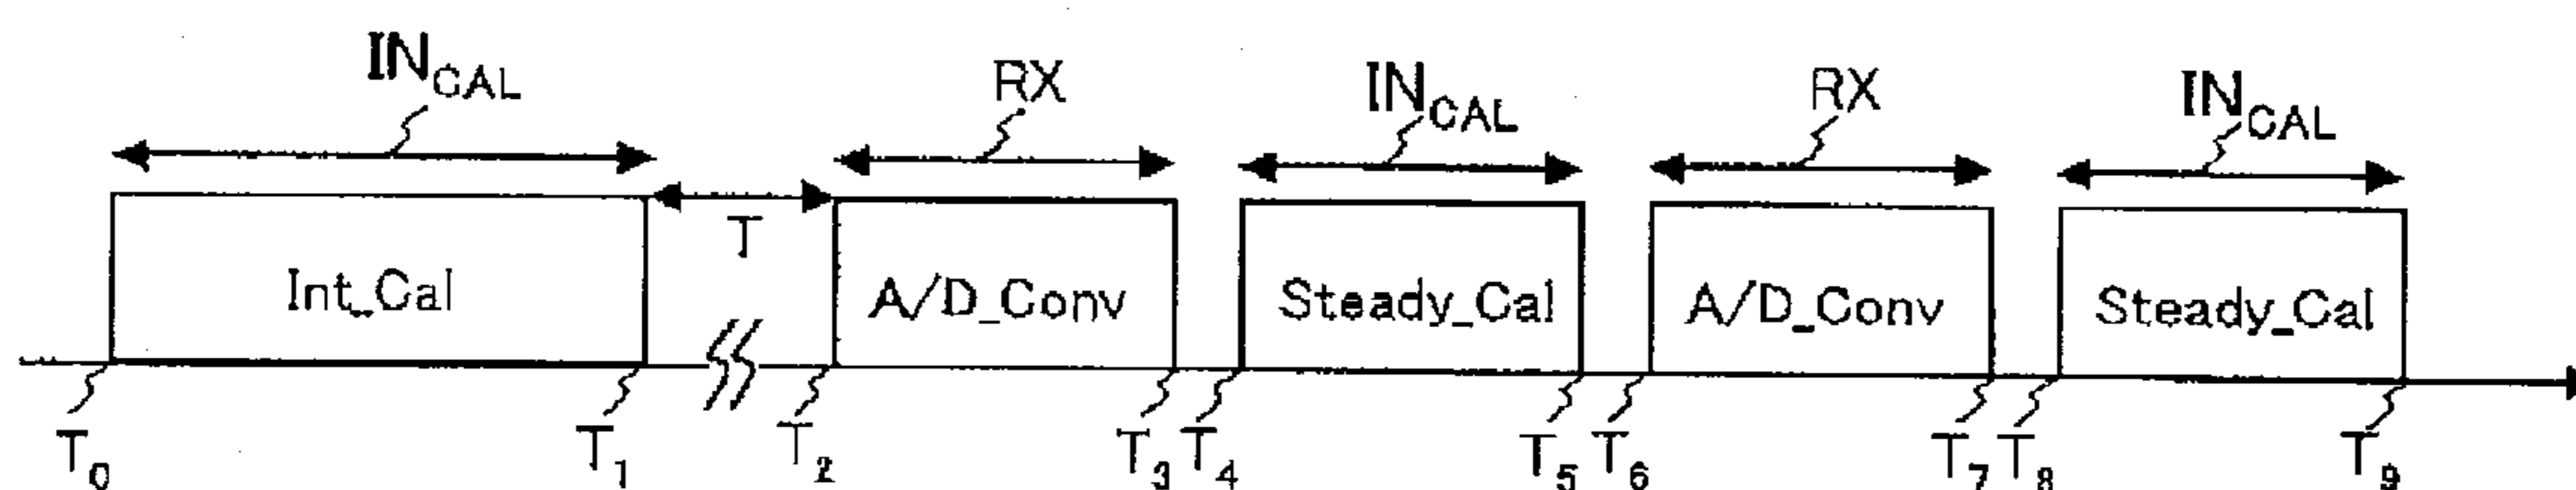 IN_CAL RX IN_CAL RX IN_CAL
T
Int_Cal A/D_Conv Steady_Cal A/D_Conv Steady_Cal
T0 T1 T2 T3 T4 T5 T6 T7 T8 T9